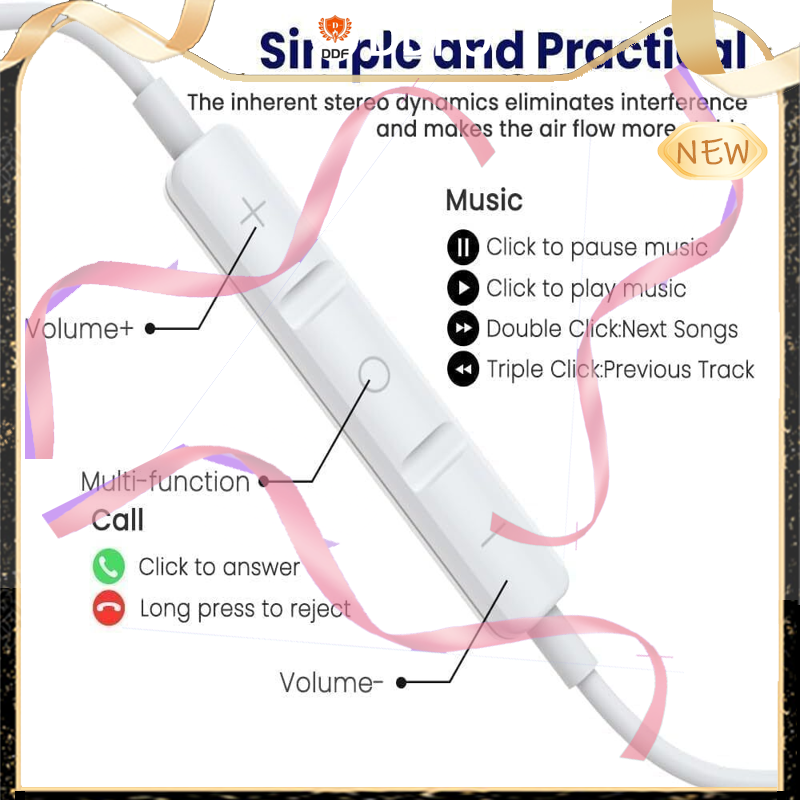 Simple and Practical
DDF
The inherent stereo dynamics eliminates interference
and makes the air flow more
NEW
Music
Click to pause music
Click to play music
Double Click:Next Songs
Triple Click:Previous Track
Volume+
Multi-function
Call
Click to answer
Long press to reject
Volume-